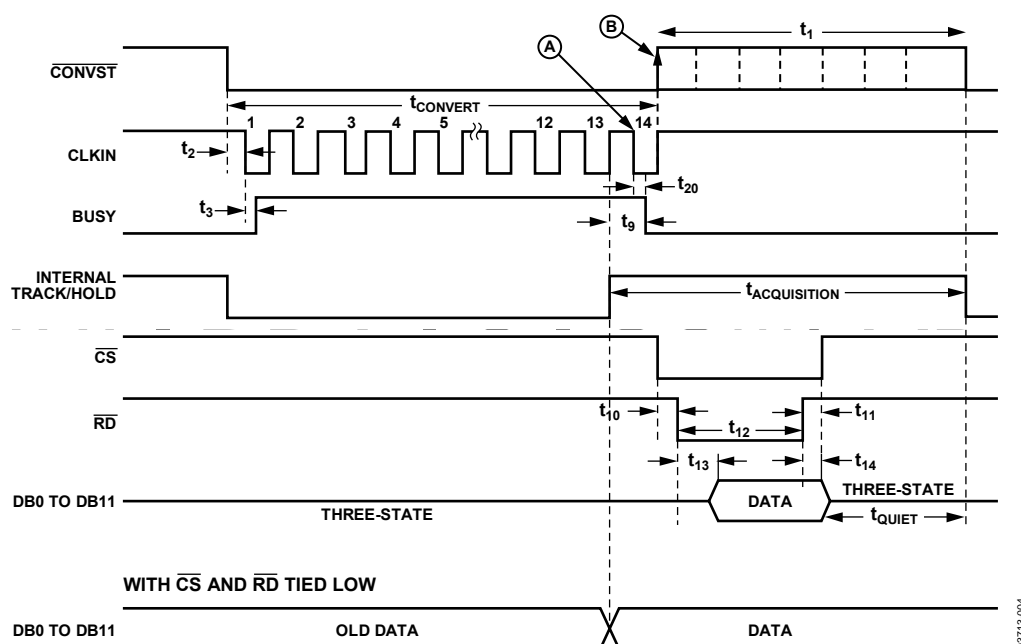 B
t1
A
CONVST
tCONVERT
1 2 3 4 5 12 13 14
t2
CLKIN
t20
t3
BUSY
t9
INTERNAL
TRACK/HOLD
tACQUISITION
CS
t10
t11
RD
t12
t13
t14
DB0 TO DB11
DATA
THREE-STATE
THREE-STATE
tQUIET
WITH CS AND RD TIED LOW
DB0 TO DB11
OLD DATA
DATA